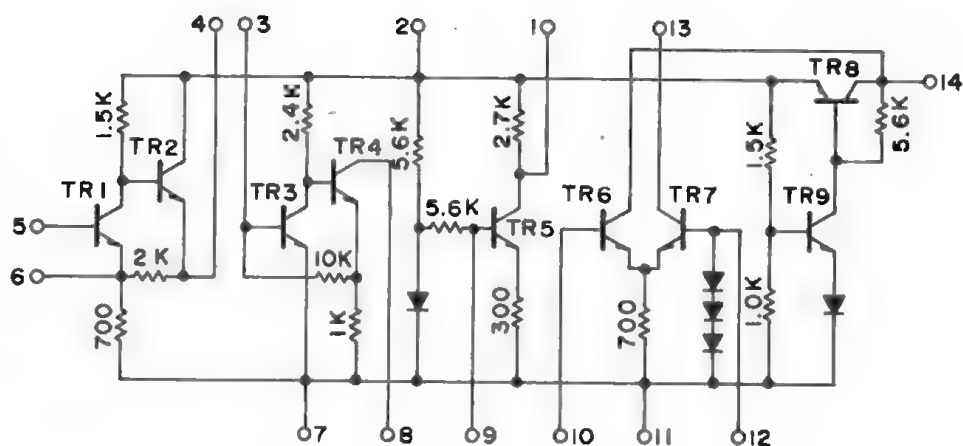 4 3 2 1 13
TR8
14
1.5K 2.4K 5.6K 2.7K 1.5K 5.6K
TR2 TR4
TR1 TR3 TR6 TR7 TR9
5 5.6K TR5
6 2K 10K
700 1K 300 700 1.0K
7 8 9 10 11 12